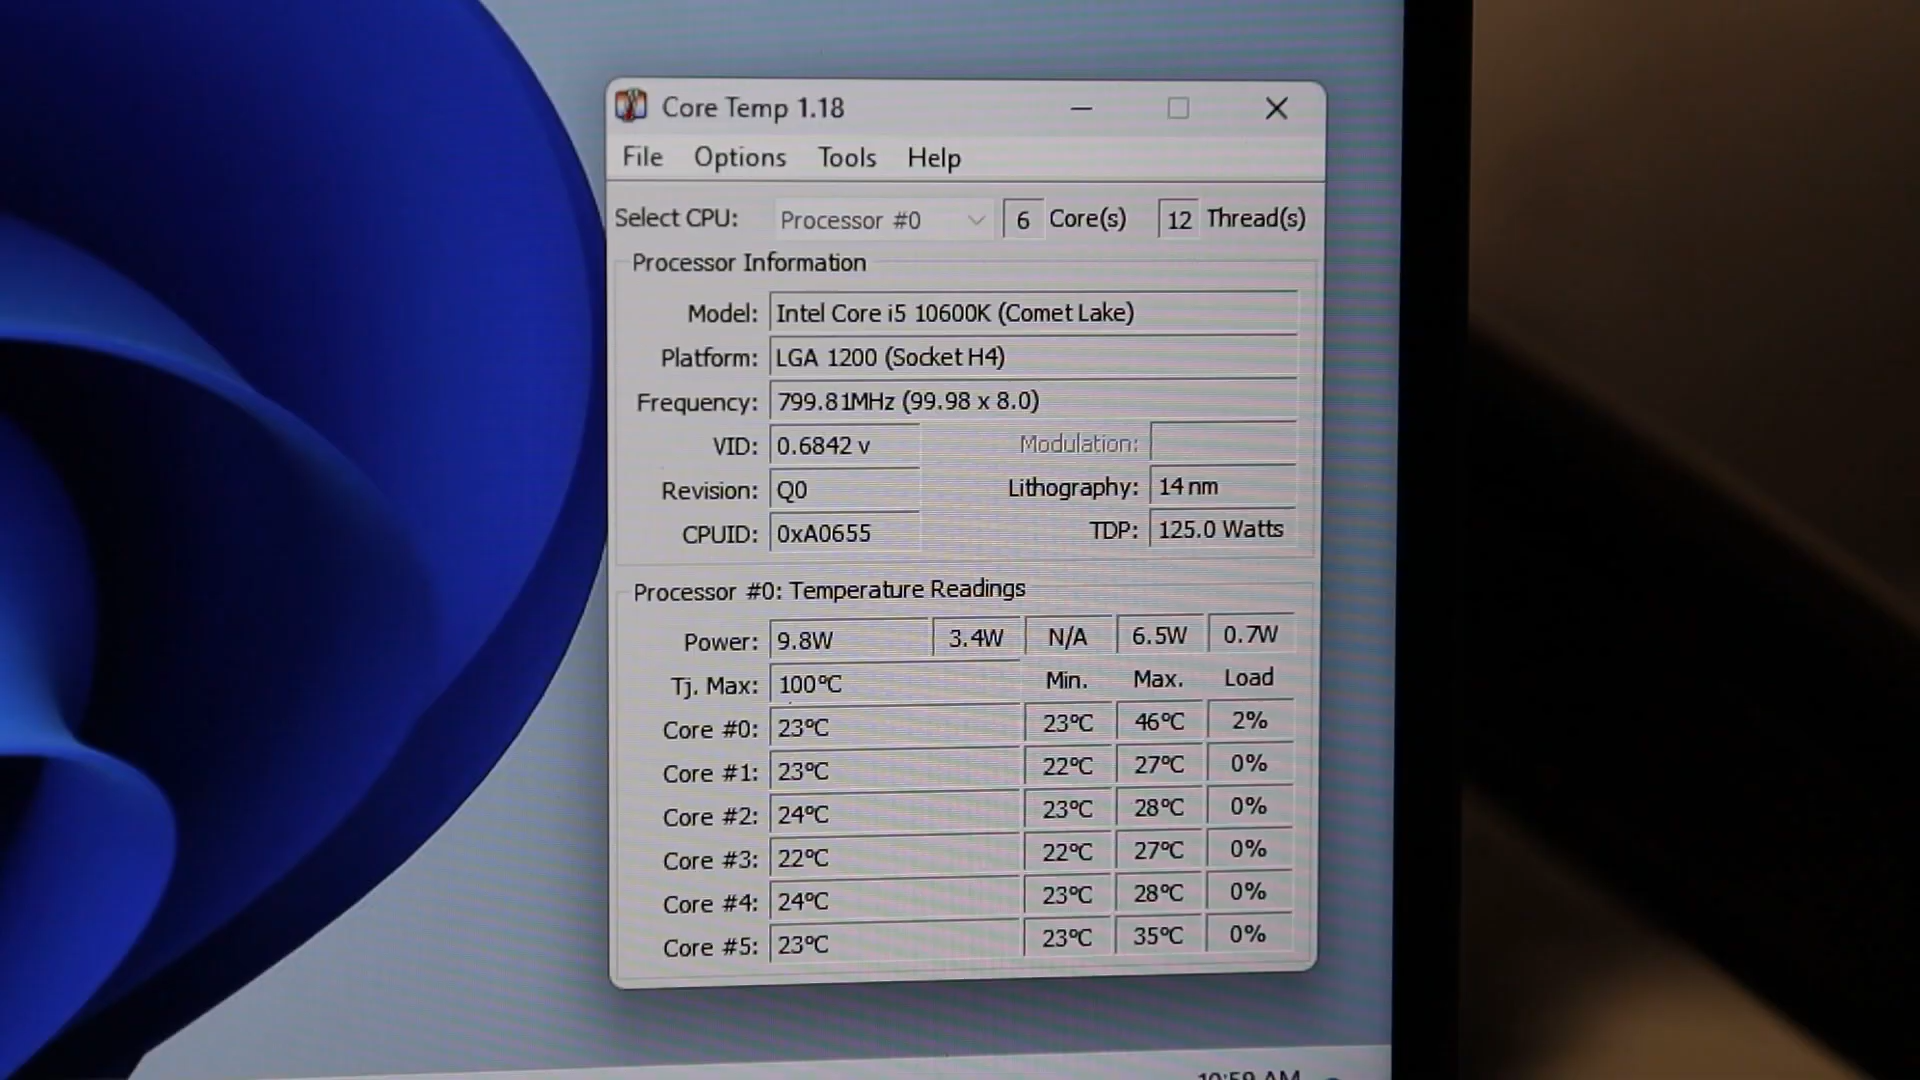 Core Temp 1.18
File Options Tools Help
Select CPU: Processor #0 6 Core(s) 12 Thread(s)
Processor Information
Model: Intel Core i5 10600K (Comet Lake)
Platform: LGA 1200 (Socket H4)
Frequency: 799.81MHz (99.98 x 8.0)
VID: 0.6842 v Modulation:
Revision: Q0 Lithography: 14 nm
CPUID: 0xA0655 TDP: 125.0 Watts
Processor #0: Temperature Readings
Power: 9.8W 3.4W N/A 6.5W 0.7W
Tj. Max: 100°C Min. Max. Load
Core #0: 23°C 23°C 46°C 2%
Core #1: 23°C 22°C 27°C 0%
Core #2: 24°C 23°C 28°C 0%
Core #3: 22°C 22°C 27°C 0%
Core #4: 24°C 23°C 28°C 0%
Core #5: 23°C 23°C 35°C 0%
10:59 AM